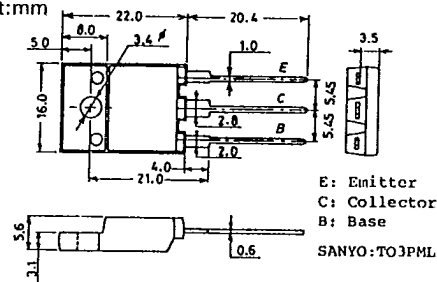 t:mm
22.0
20.4
8.0
5.0
3.4 ø
1.0
3.5
E
16.0
C
5.45
2.8
B
5.45
2.0
4.0
21.0
E: Emitter
C: Collector
B: Base
5.6
3.1
0.6
SANYO:TO3PML